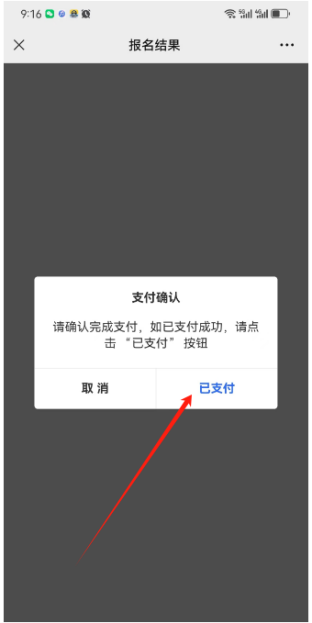 9:16
报名结果
支付确认
请确认完成支付，如已支付成功，请点
击 “已支付” 按钮
取消
已支付